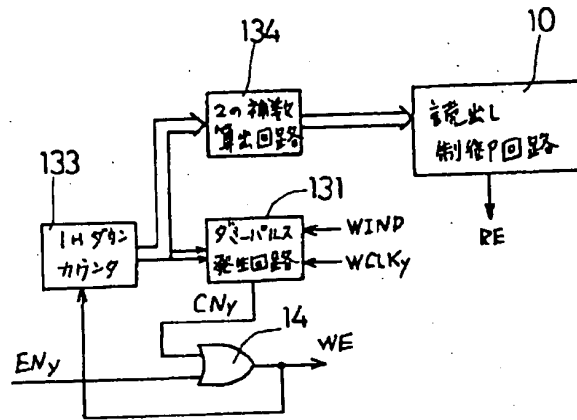 134
10
2の補数
算出回路
読出し
制御回路
133
131
1Hダウン
カウンタ
ダミーパルス
発生回路
WIND
WCLKy
RE
CNy
14
WE
ENy